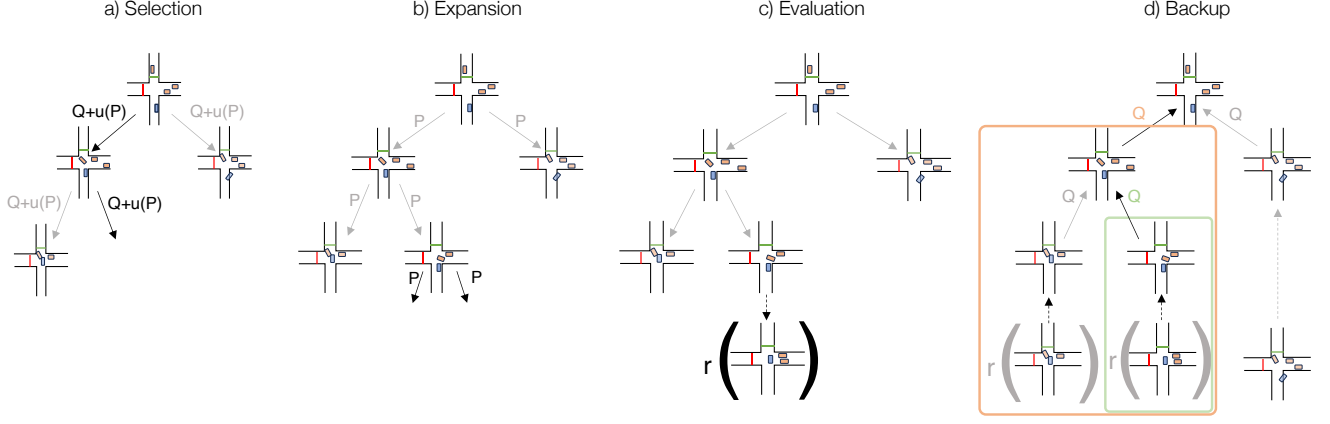 a) Selection
b) Expansion
c) Evaluation
d) Backup
Q+u(P)
Q+u(P)
Q+u(P)
Q+u(P)
P
P
P
P
P
P
r
Q
Q
Q
Q
r
r